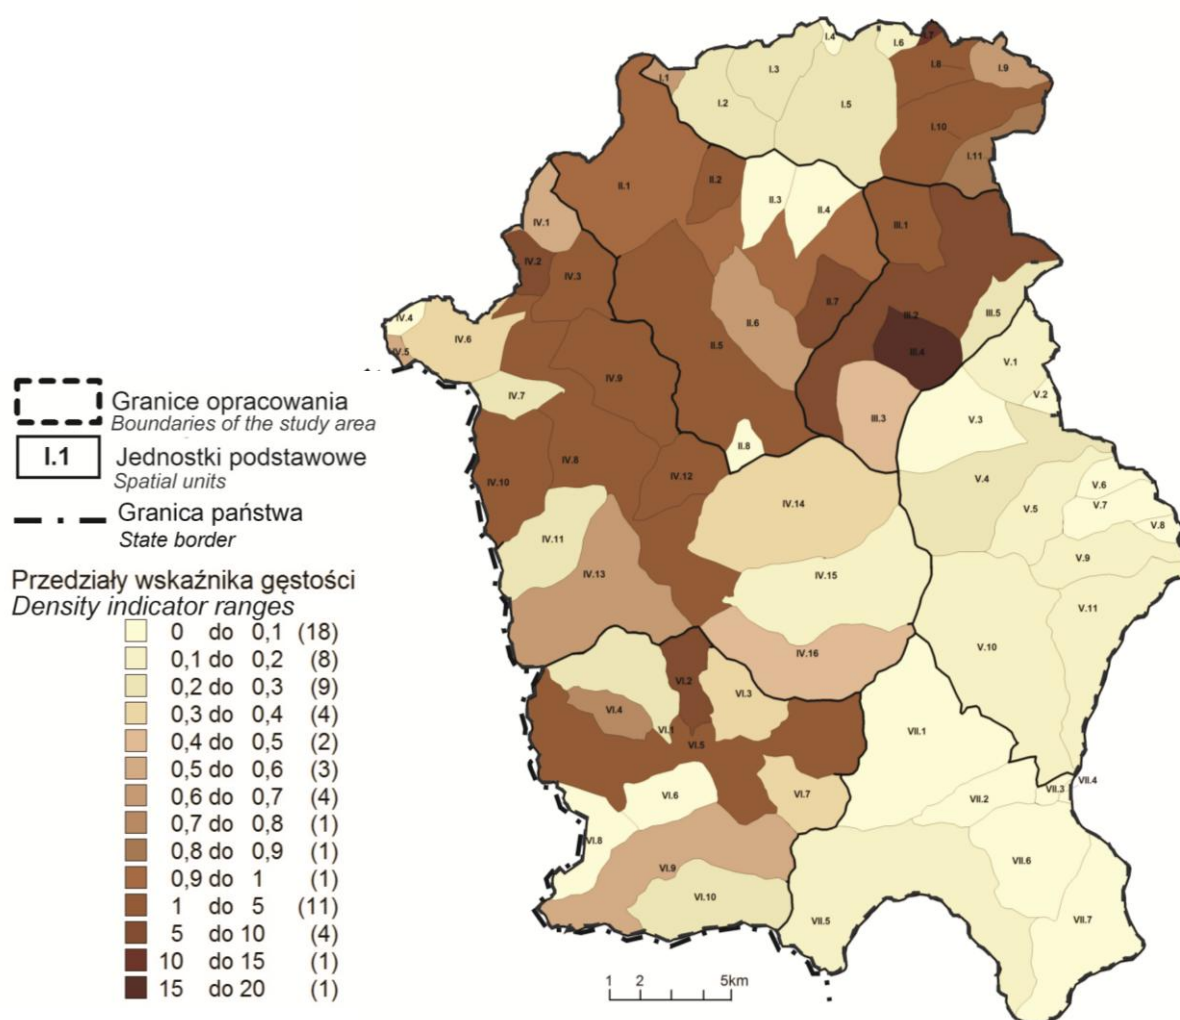 I.4
I.6
I.7
I.8
I.3
I.9
I.1
I.2
I.5
I.10
I.11
II.2
II.1
II.3
II.4
IV.1
III.1
IV.2
IV.3
II.7
IV.4
III.2
III.5
II.6
IV.6
II.5
IV.5
III.4
V.1
IV.9
IV.7
V.2
III.3
V.3
II.8
IV.8
IV.12
IV.10
V.4
V.6
IV.14
V.7
V.5
V.8
IV.11
V.9
IV.13
IV.15
V.11
V.10
IV.16
VI.2
VI.3
VI.4
VI.1
VII.1
VI.5
VII.4
VII.3
VI.6
VI.7
VII.2
VI.8
VII.6
VI.9
VI.10
VII.5
VII.7
Granice opracowania
Boundaries of the study area
I.1 Jednostki podstawowe
Spatial units
Granica państwa
State border
Przedziały wskaźnika gęstości
Density indicator ranges
0 do 0,1 (18)
0,1 do 0,2 (8)
0,2 do 0,3 (9)
0,3 do 0,4 (4)
0,4 do 0,5 (2)
0,5 do 0,6 (3)
0,6 do 0,7 (4)
0,7 do 0,8 (1)
0,8 do 0,9 (1)
0,9 do 1 (1)
1 do 5 (11)
5 do 10 (4)
10 do 15 (1)
15 do 20 (1)
1 2 5km